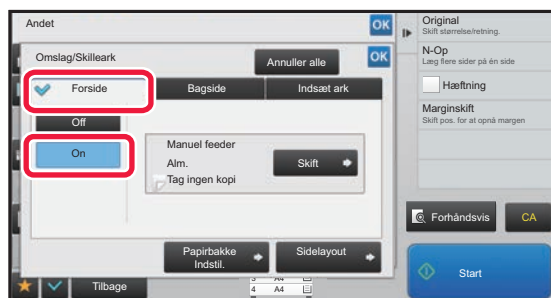 Andet
OK
Omslag/Skilleark
Annuller alle
OK
Forside
Bagside
Indsæt ark
Off
On
Manuel feeder
Alm.
Tag ingen kopi
Skift
Papirbakke
Indstil.
Sidelayout
Tilbage
3 A4
4 A4
Original
Skift størrelse/retning.
N-Op
Læg flere sider på én side
Hæftning
Marginskift
Skift pos. for at opnå margen
Forhåndsvis
CA
Start